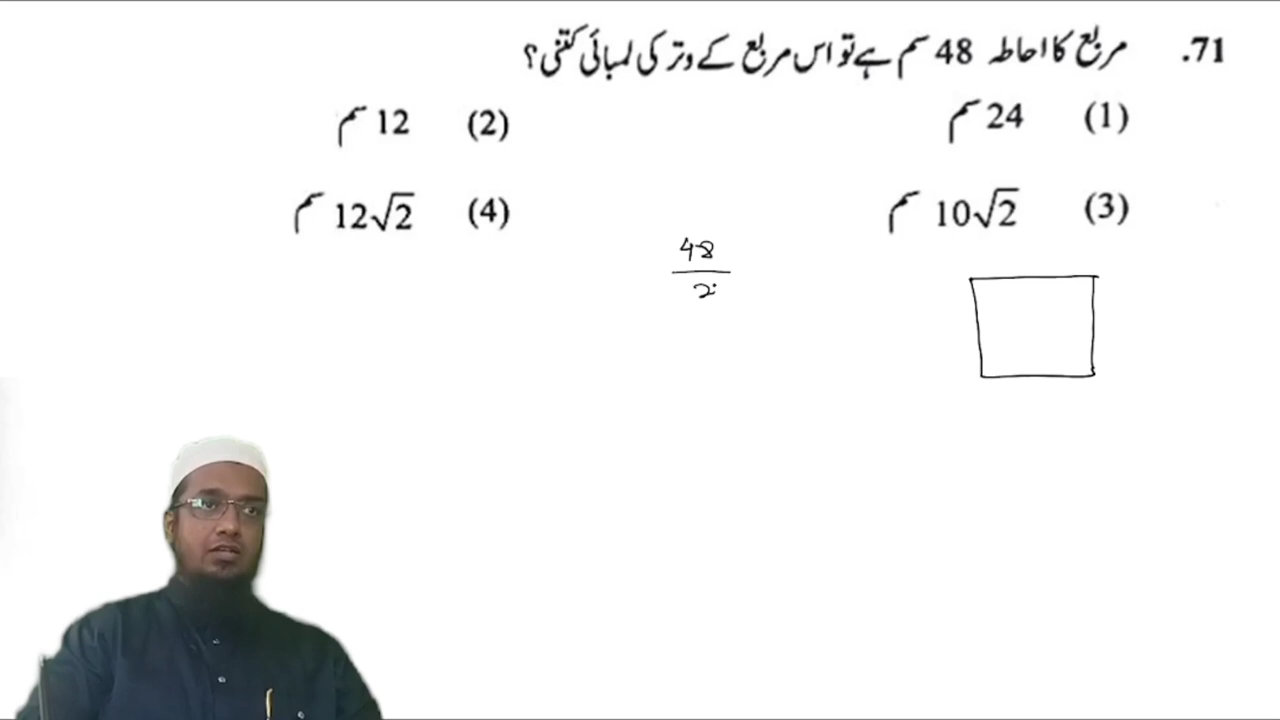 .71 مربع کا احاطہ 48 سم ہے تو اس مربع کے وتر کی لمبائی کتنی؟
(1) 24 سم (2) 12 سم
(3) 10√2 سم (4) 12√2 سم
48
2